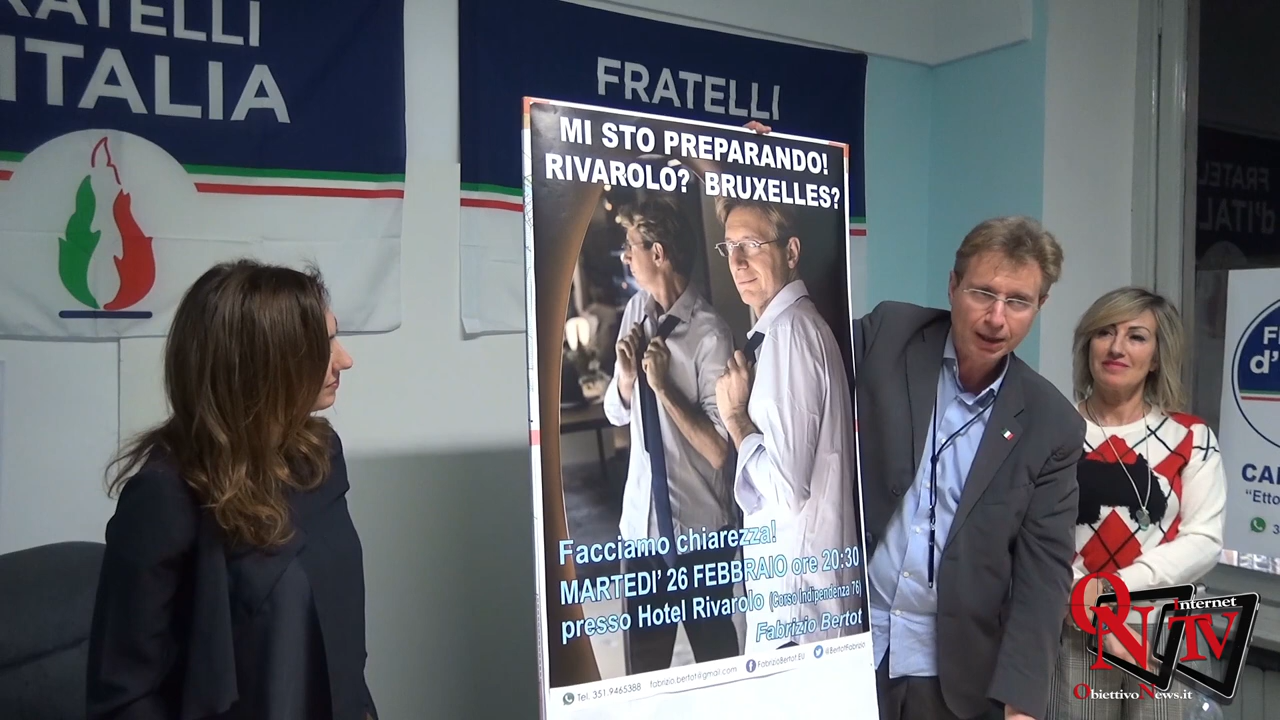 FRATELLI
D'ITALIA
FRATELLI
MI STO PREPARANDO!
RIVAROLO? BRUXELLES?
Facciamo chiarezza!
MARTEDI' 26 FEBBRAIO ore 20:30
presso Hotel Rivarolo (Corso Indipendenza 76)
Fabrizio Bertot
Tel. 351.9465388 fabrizio.bertot@gmail.com FabrizioBertot.EU @BertotFabrizio
"Etto
Internet
QNTV
ObiettivoNews.it